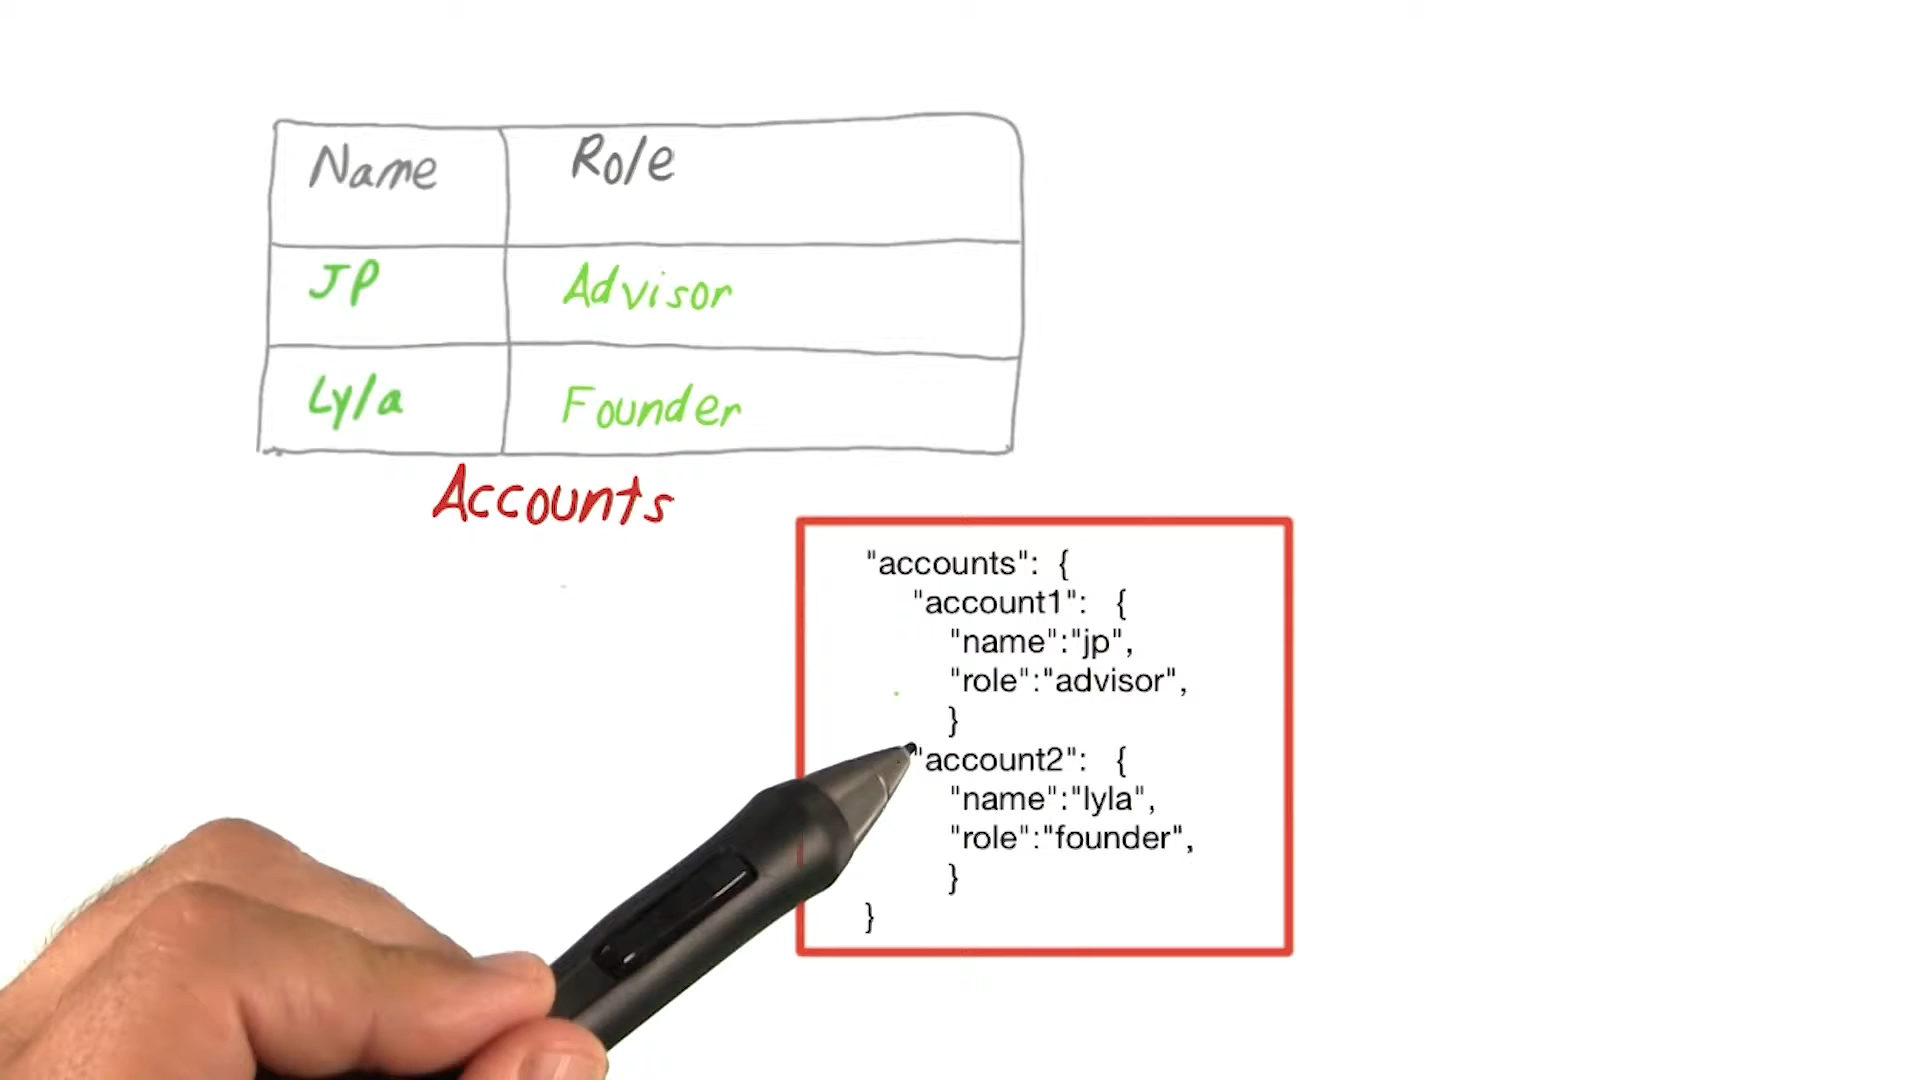 Name Role
JP Advisor
Lyla Founder
Accounts
"accounts": {
"account1": {
"name":"jp",
"role":"advisor",
}
"account2": {
"name":"lyla",
"role":"founder",
}
}